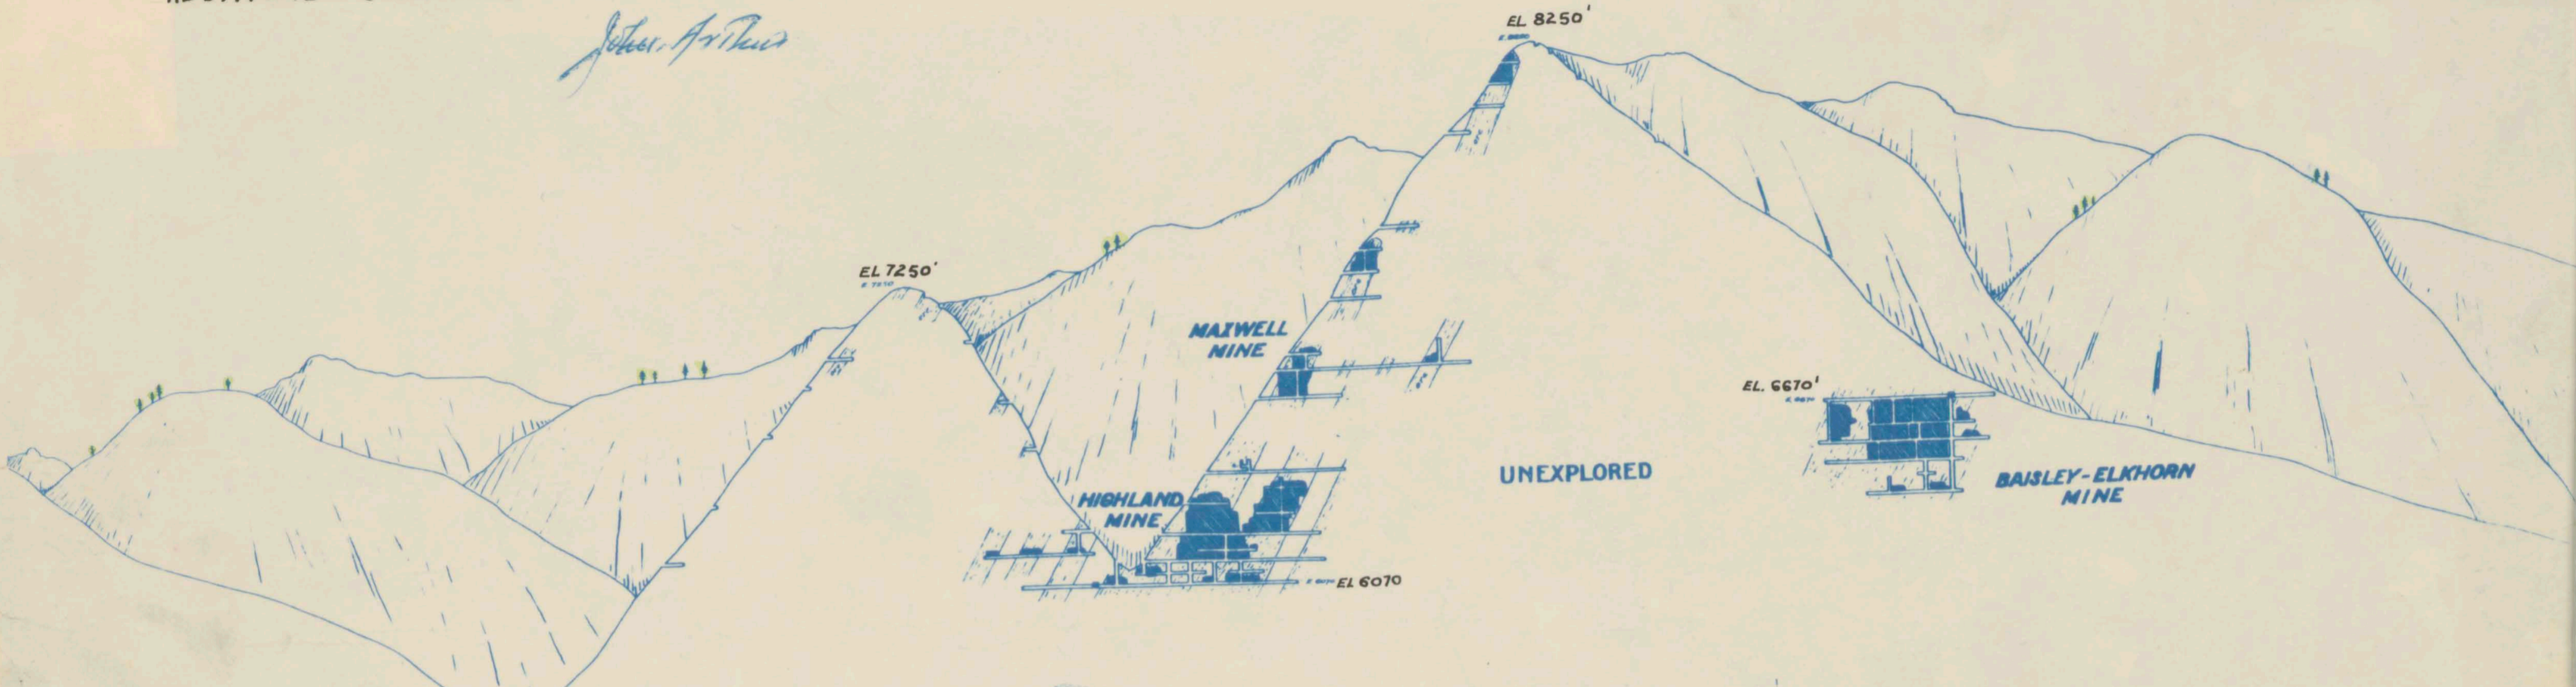 EL 8250'
EL 7250'
MAXWELL
MINE
EL. 6670'
UNEXPLORED
BAISLEY-ELKHORN
MINE
HIGHLAND
MINE
EL 6070